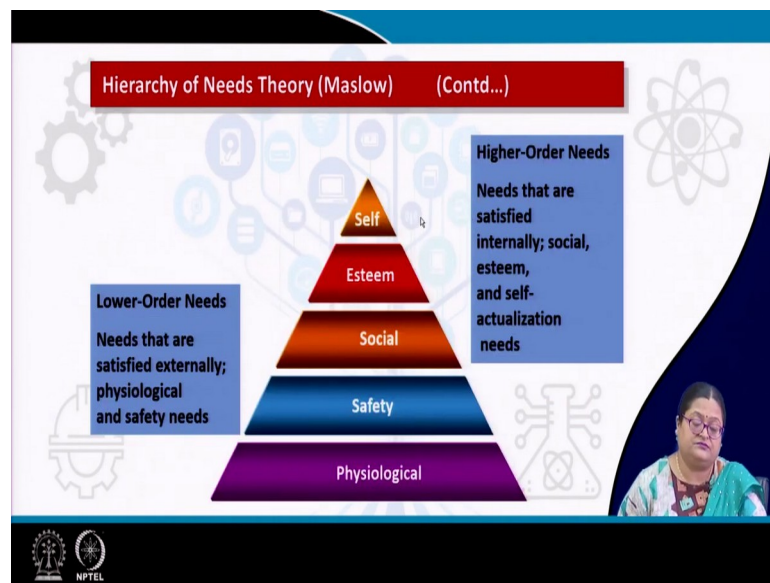 Hierarchy of Needs Theory (Maslow) (Contd...)
Higher-Order Needs
Needs that are
satisfied
internally; social,
esteem,
and self-
actualization
needs
Lower-Order Needs
Needs that are
satisfied externally;
physiological
and safety needs
Self
Esteem
Social
Safety
Physiological
NPTEL